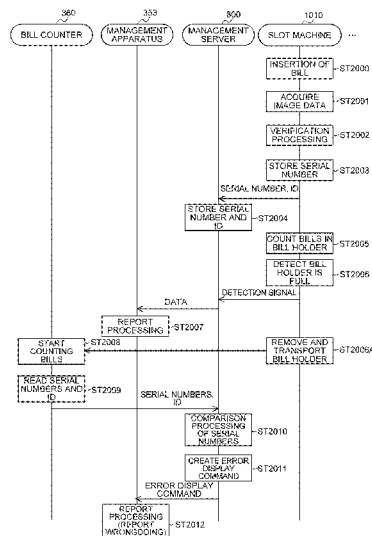 360
353
800
1010
BILL COUNTER
MANAGEMENT
APPARATUS
MANAGEMENT
SERVER
SLOT MACHINE
...
INSERTION OF
BILL
ST2000
ACQUIRE
IMAGE DATA
ST2001
VERIFICATION
PROCESSING
ST2002
STORE SERIAL
NUMBER
ST2003
SERIAL NUMBER, ID
STORE SERIAL
NUMBER AND
ID
ST2004
COUNT BILLS IN
BILL HOLDER
ST2005
DETECT BILL
HOLDER IS
FULL
ST2006
DETECTION SIGNAL
DATA
REPORT
PROCESSING
ST2007
START
COUNTING
BILLS
ST2008
REMOVE AND
TRANSPORT
BILL HOLDER
ST2006A
READ SERIAL
NUMBERS AND ID
ST2009
SERIAL NUMBERS,
ID
COMPARISON
PROCESSING
OF SERIAL
NUMBERS
ST2010
CREATE ERROR
DISPLAY
COMMAND
ST2011
ERROR DISPLAY
COMMAND
REPORT
PROCESSING
(REPORT
WRONGDOING)
ST2012